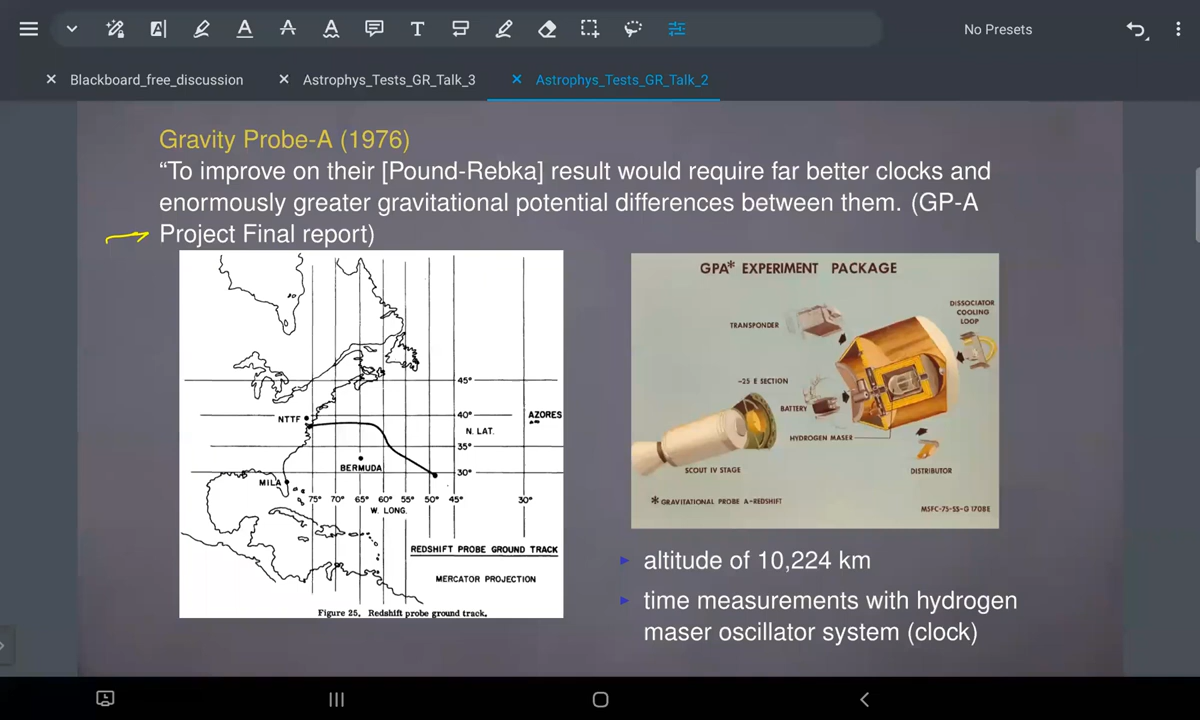 No Presets
Blackboard_free_discussion
Astrophys_Tests_GR_Talk_3
Astrophys_Tests_GR_Talk_2
Gravity Probe-A (1976)
“To improve on their [Pound-Rebka] result would require far better clocks and
enormously greater gravitational potential differences between them. (GP-A
Project Final report)
45°
NTTF
40°
AZORES
N. LAT.
35°
BERMUDA
30°
MILA
75° 70° 65° 60° 55° 50° 45° 30°
W. LONG.
REDSHIFT PROBE GROUND TRACK
MERCATOR PROJECTION
Figure 25. Redshift probe ground track.
GPA* EXPERIMENT PACKAGE
DISSOCIATOR
COOLING
LOOP
TRANSPONDER
-25 E SECTION
BATTERY
HYDROGEN MASER
SCOUT IV STAGE
DISTRIBUTOR
* GRAVITATIONAL PROBE A-REDSHIFT
MSFC-75-SS-G 1708E
altitude of 10,224 km
time measurements with hydrogen
maser oscillator system (clock)